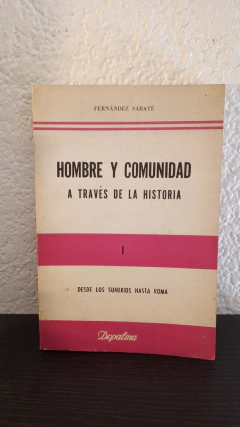 FERNÁNDEZ SABATÉ
HOMBRE Y COMUNIDAD
A TRAVÉS DE LA HISTORIA
I
DESDE LOS SUMERIOS HASTA ROMA
Depalma